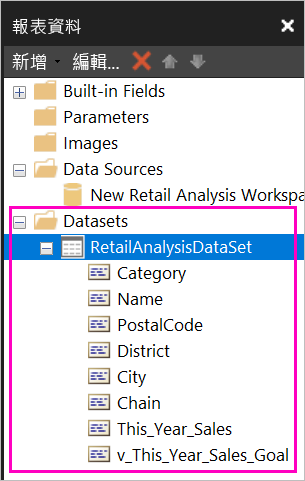 報表資料
新增 編輯...
Built-in Fields
Parameters
Images
Data Sources
New Retail Analysis Workspa
Datasets
RetailAnalysisDataSet
Category
Name
PostalCode
District
City
Chain
This_Year_Sales
v_This_Year_Sales_Goal